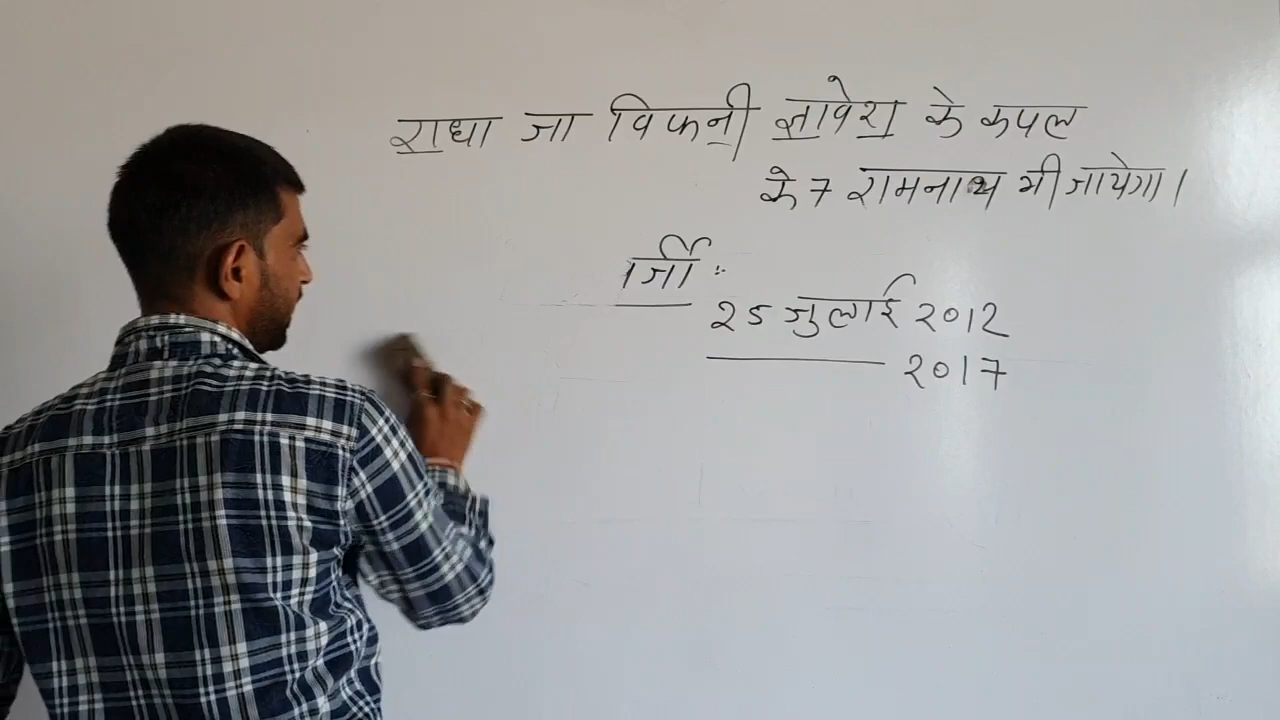 राधा जा विफनी ज्ञावेरा के कपल
के 7 रामनाथ भी जायेगा।
र्जी :
25 जुलाई 2012
2017